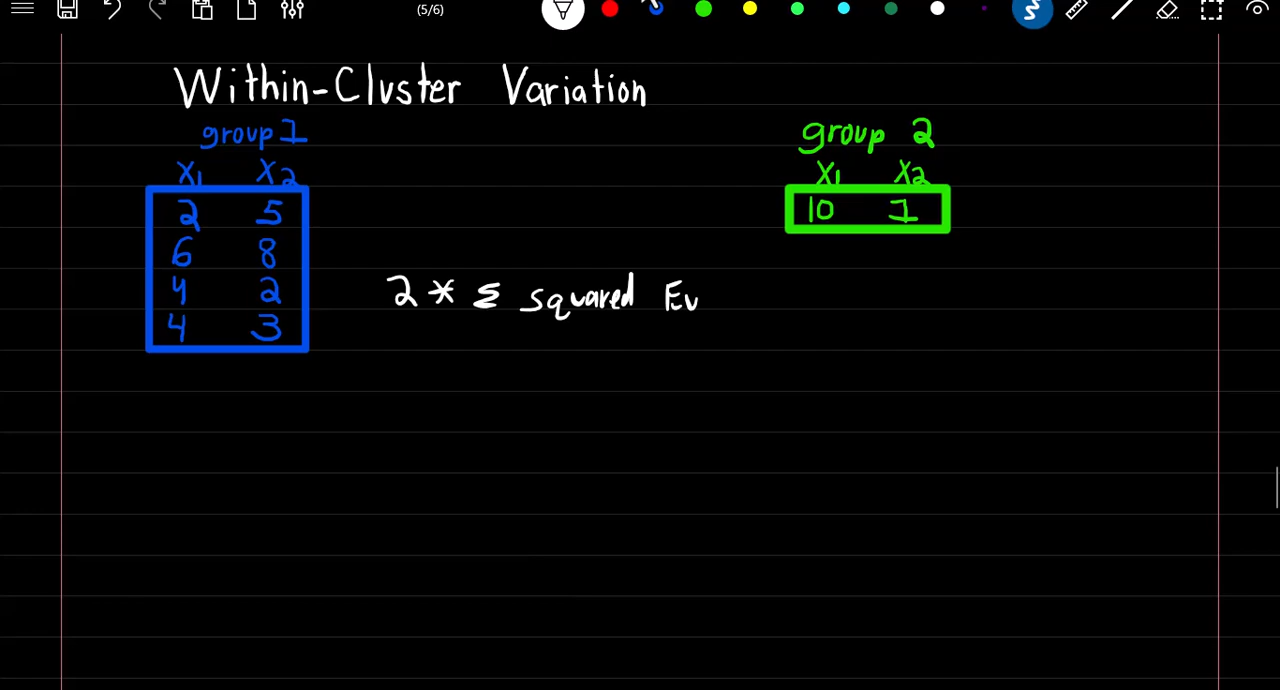 (5/6)
Within-Cluster Variation
group 1
group 2
X1 X2
X1 X2
2 5
10 1
6 8
4 2
2 * Σ squared Eu
4 3